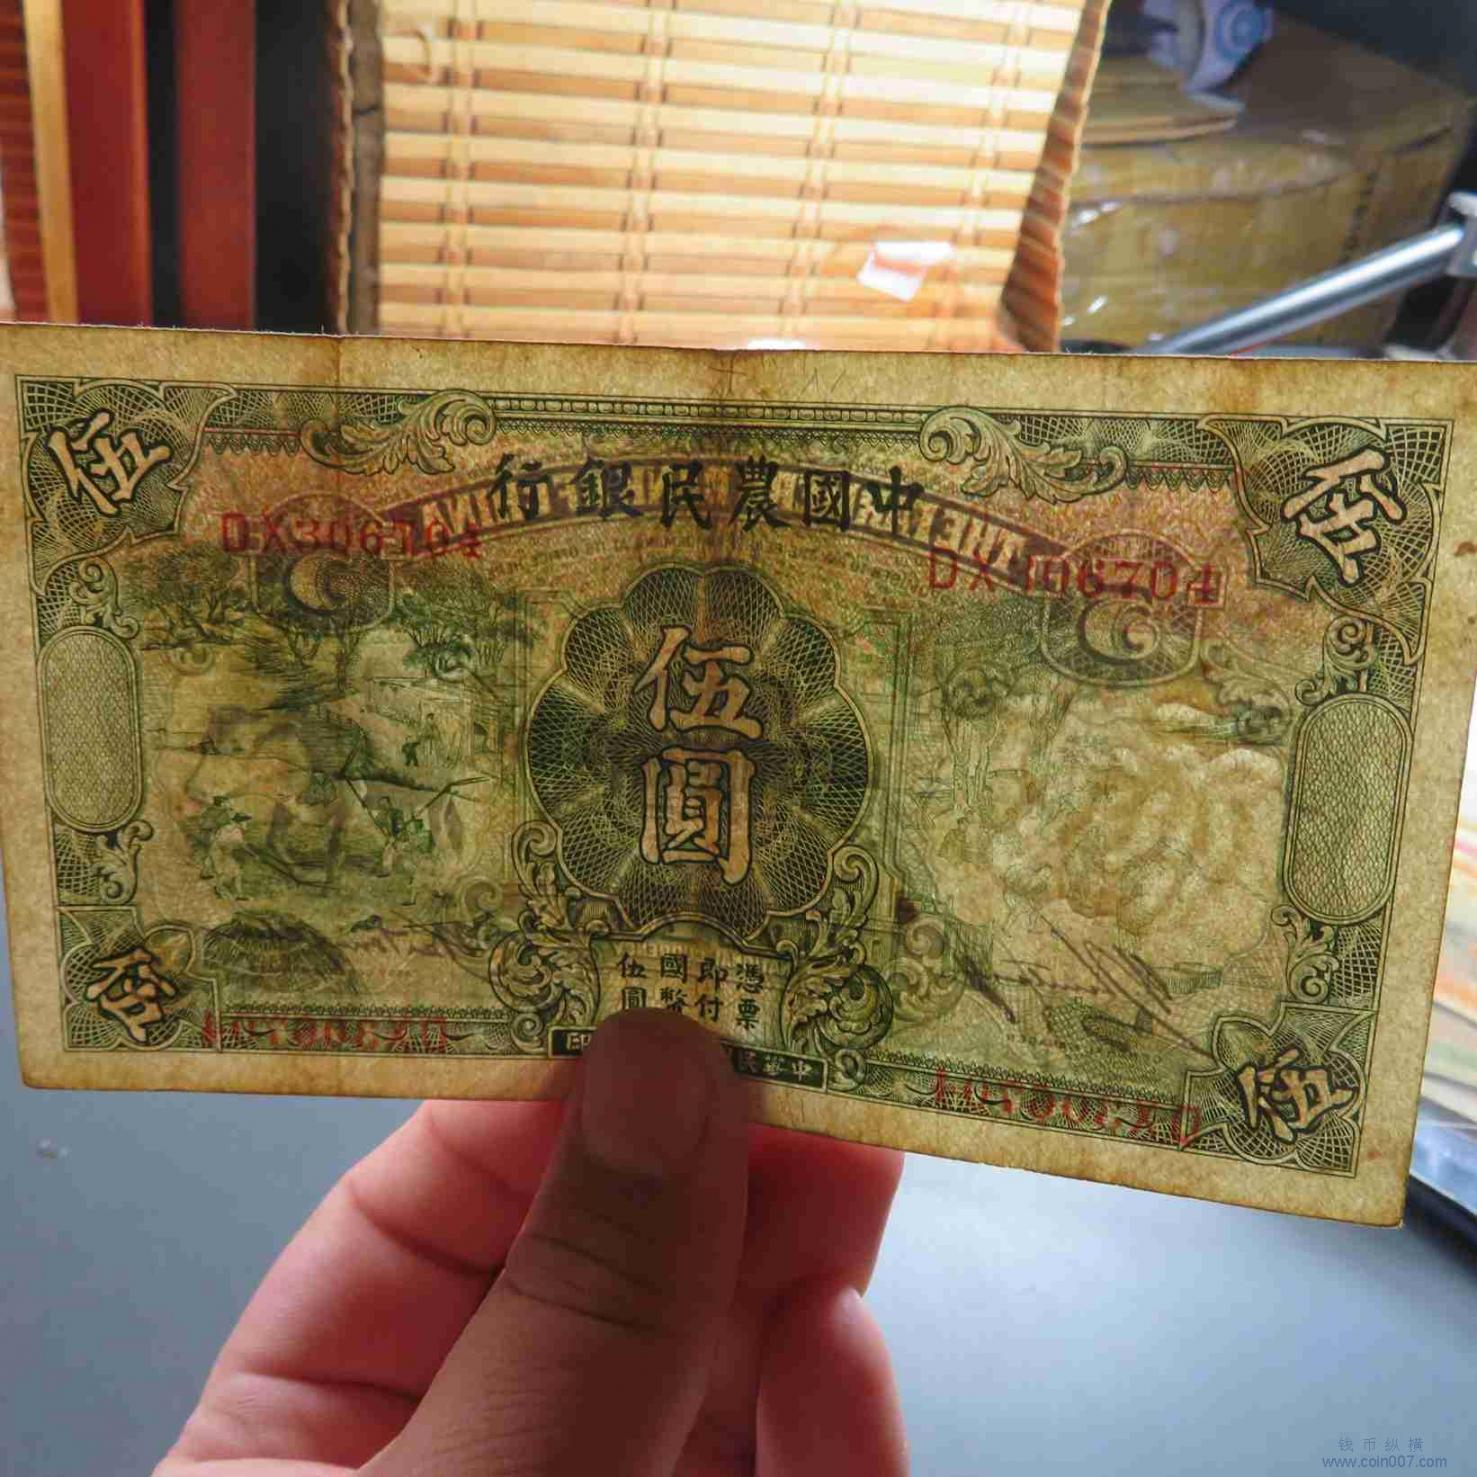 伍
伍
行銀民農國中
DX306704
DX306704
伍
圓
憑票
即付
國幣
伍圓
伍
伍
钱币纵横
www.coin007.com